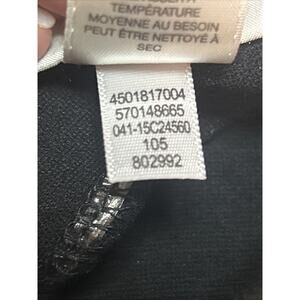 TEMPÉRATURE
MOYENNE AU BESOIN
PEUT ÊTRE NETTOYÉ À
SEC
4501817004
570148665
041-15C24560
105
802992